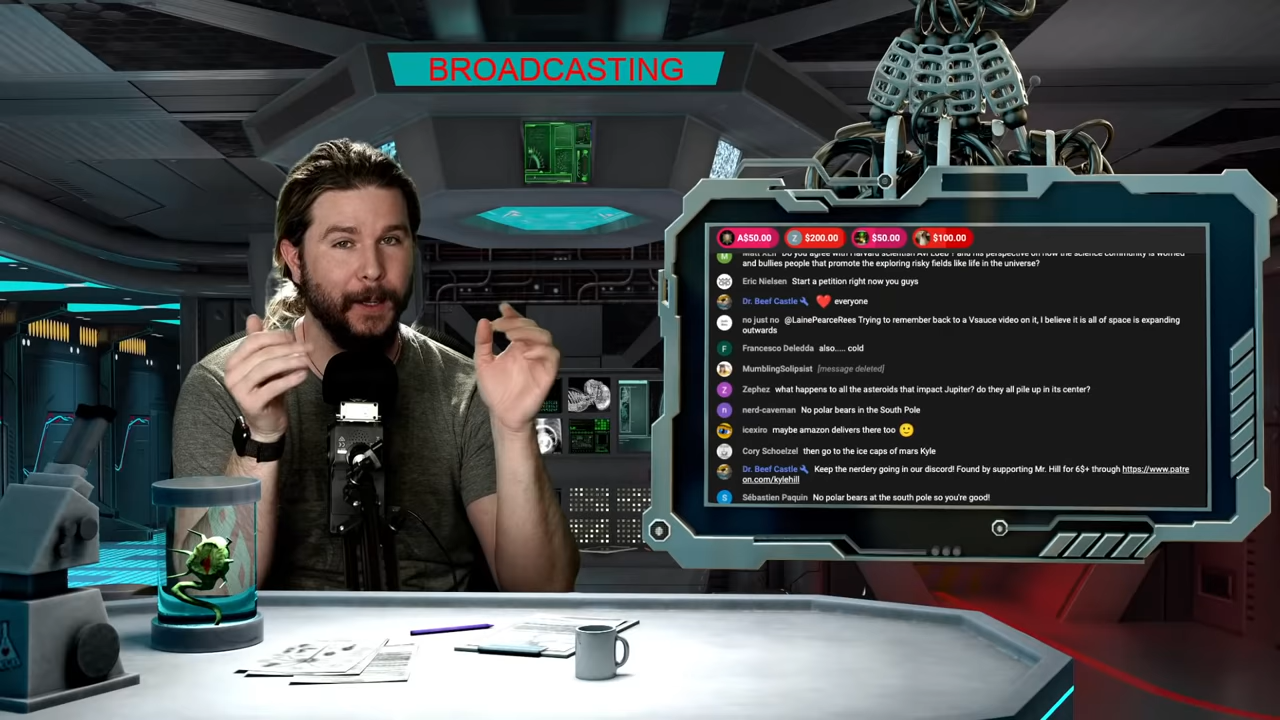 BROADCASTING
A$50.00
Z $200.00
$50.00
$100.00
and bullies people that promote the exploring risky fields like life in the universe?
Eric Nielsen Start a petition right now you guys
Dr. Beef Castle ❤️ everyone
no just no @LainePearceRees Trying to remember back to a Vsauce video on it, I believe it is all of space is expanding
outwards
F Francesco Deledda also..... cold
MumblingSolipsist [message deleted]
Z Zephez what happens to all the asteroids that impact Jupiter? do they all pile up in its center?
n nerd-caveman No polar bears in the South Pole
icexiro maybe amazon delivers there too 🙂
Cory Schoelzel then go to the ice caps of mars Kyle
Dr. Beef Castle Keep the nerdery going in our discord! Found by supporting Mr. Hill for 6$+ through https://www.patre
on.com/kylehill
S Sébastien Paquin No polar bears at the south pole so you're good!